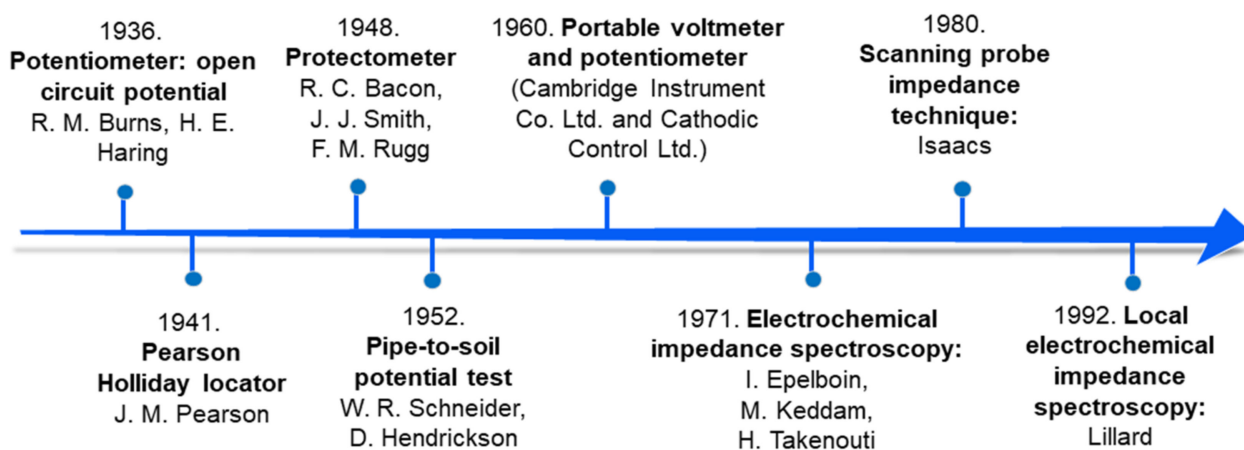 1936.
Potentiometer: open
circuit potential
R. M. Burns, H. E.
Haring
1948.
Protectometer
R. C. Bacon,
J. J. Smith,
F. M. Rugg
1960. Portable voltmeter
and potentiometer
(Cambridge Instrument
Co. Ltd. and Cathodic
Control Ltd.)
1980.
Scanning probe
impedance
technique:
Isaacs
1941.
Pearson
Holliday locator
J. M. Pearson
1952.
Pipe-to-soil
potential test
W. R. Schneider,
D. Hendrickson
1971. Electrochemical
impedance spectroscopy:
I. Epelboin,
M. Keddam,
H. Takenouti
1992. Local
electrochemical
impedance
spectroscopy:
Lillard